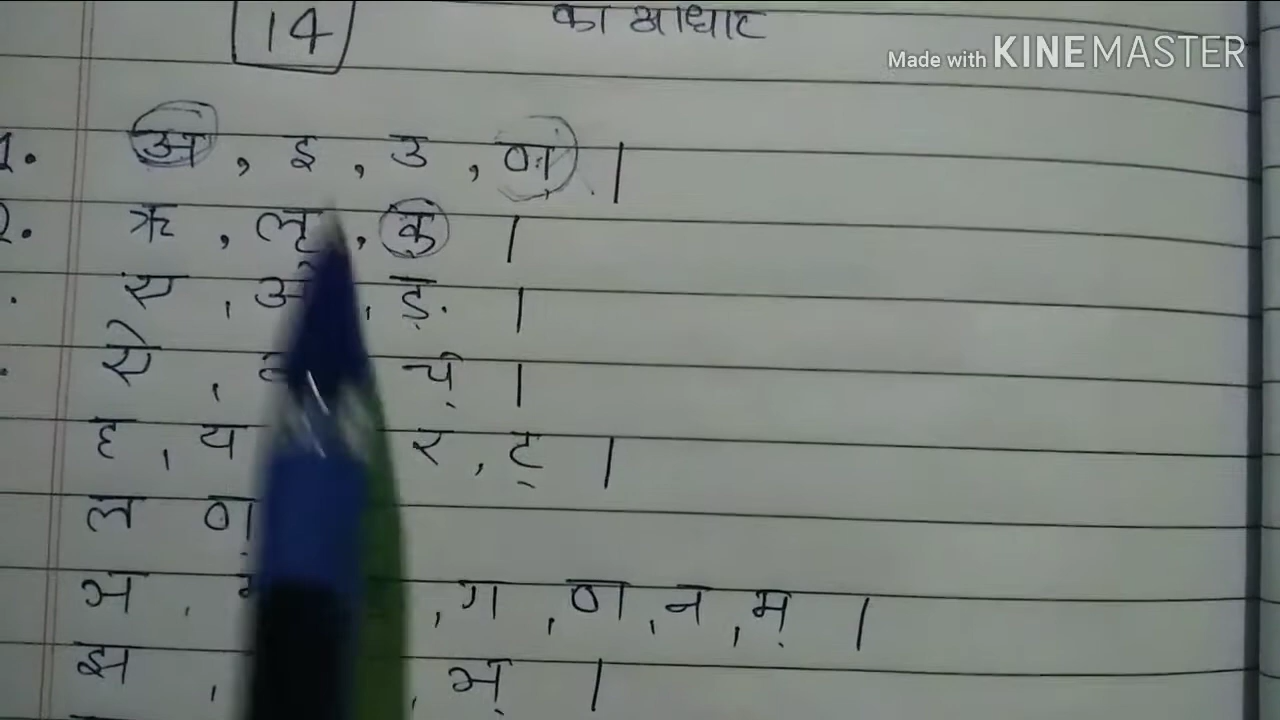 14 का आधार
Made with KINEMASTER
1. अ, इ, उ, ण् |
2. ऋ, लृ, क् |
स, ओ, ङ् |
से, च् |
ह, य र, ट् |
ल ण्
भ, , ग, ण, न, म् |
झ, , भ् |